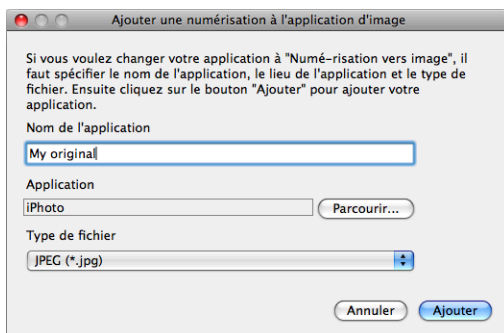 Ajouter une numérisation à l'application d'image
Si vous voulez changer votre application à "Numé-risation vers image", il
faut spécifier le nom de l'application, le lieu de l'application et le type de
fichier. Ensuite cliquez sur le bouton "Ajouter" pour ajouter votre
application.
Nom de l'application
My original
Application
iPhoto
Parcourir...
Type de fichier
JPEG (*.jpg)
Annuler
Ajouter